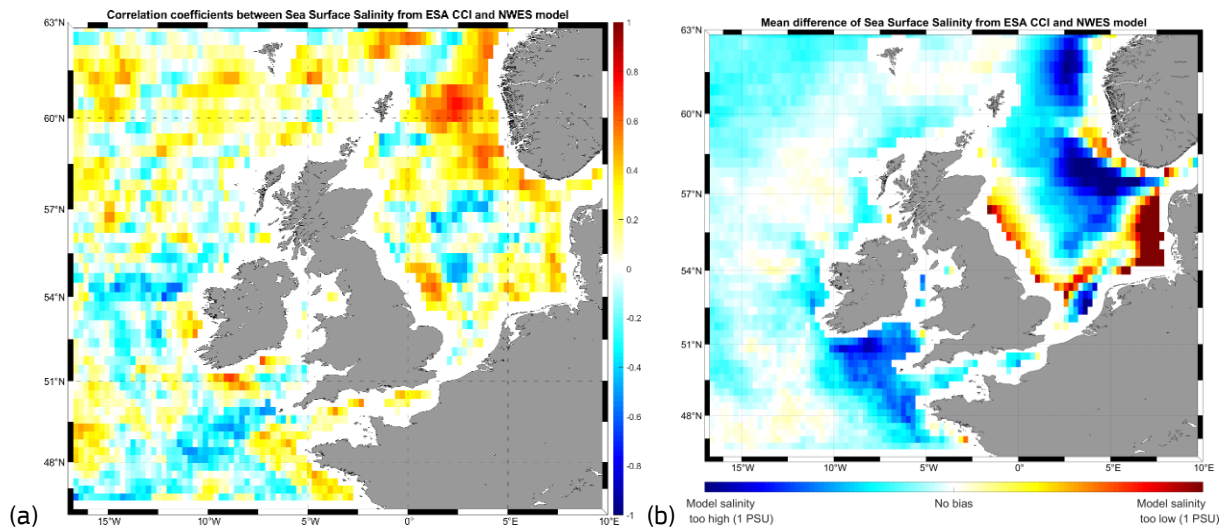 Correlation coefficients between Sea Surface Salinity from ESA CCI and NWES model
63°N
60°N
57°N
54°N
51°N
48°N
15°W
10°W
5°W
0°
5°E
10°E
1
0.8
0.6
0.4
0.2
0
-0.2
-0.4
-0.6
-0.8
-1
(a)
Mean difference of Sea Surface Salinity from ESA CCI and NWES model
63°N
60°N
57°N
54°N
51°N
48°N
15°W
10°W
5°W
0°
5°E
10°E
Model salinity
too high (1 PSU)
No bias
Model salinity
too low (1 PSU)
(b)